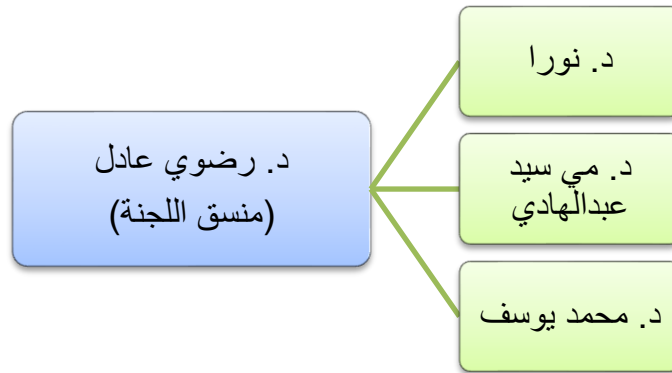 د. رضوي عادل
(منسق اللجنة)
د. نورا
د. مي سيد
عبدالهادي
د. محمد يوسف